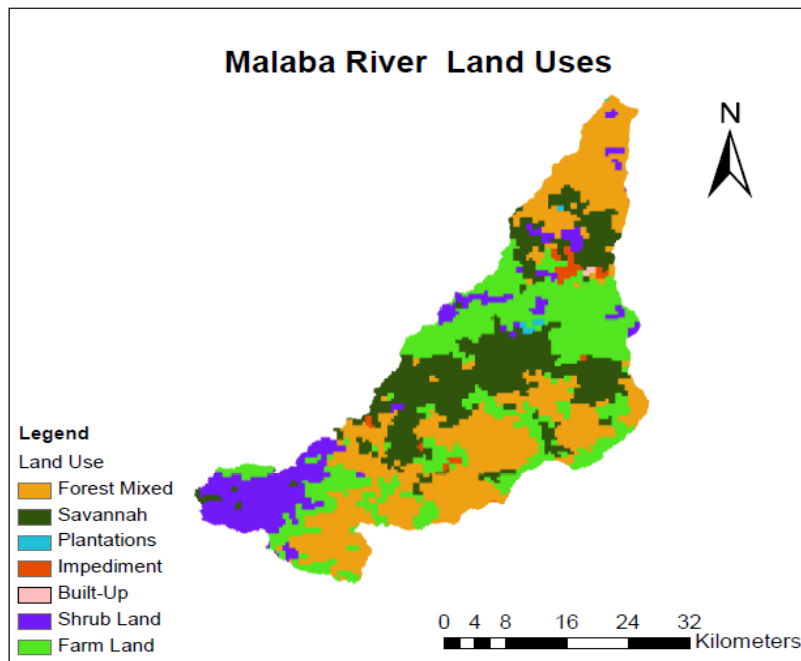 Malaba River Land Uses
N
Legend
Land Use
Forest Mixed
Savannah
Plantations
Impediment
Built-Up
Shrub Land
Farm Land
0 4 8 16 24 32
Kilometers